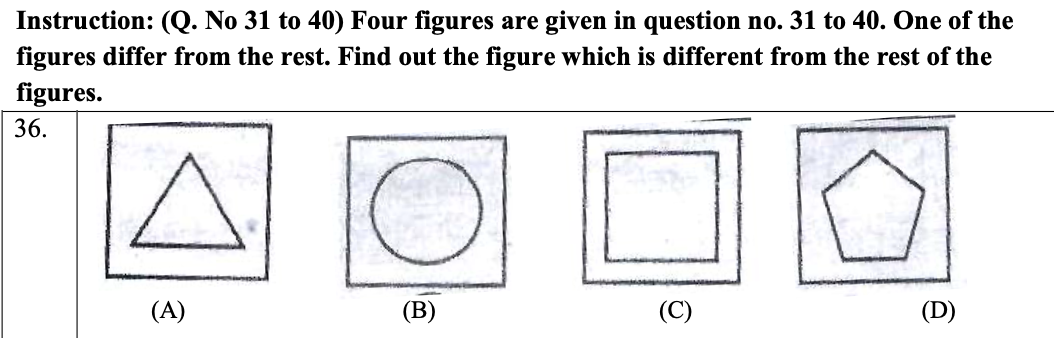 Instruction: (Q. No 31 to 40) Four figures are given in question no. 31 to 40. One of the
figures differ from the rest. Find out the figure which is different from the rest of the
figures.
36.
(A) (B) (C) (D)